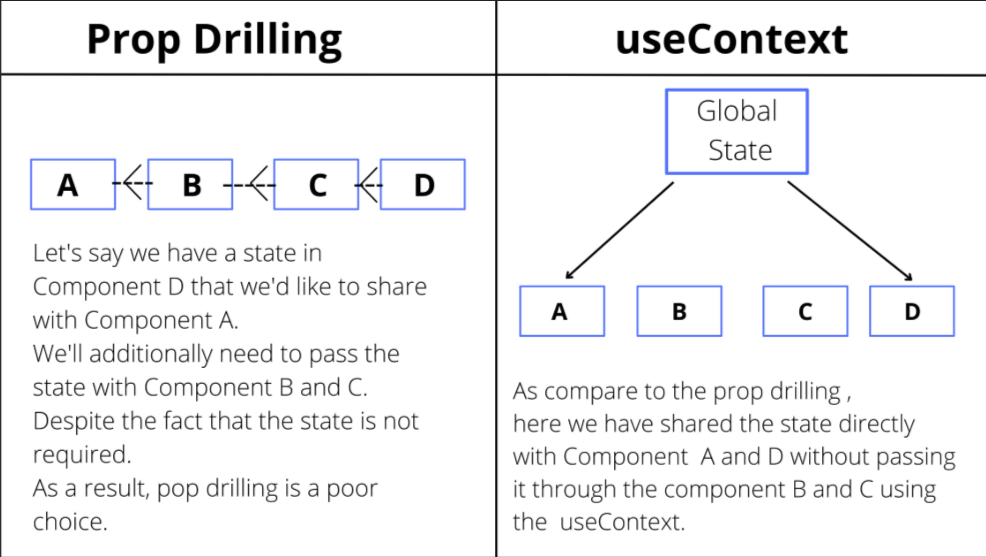 Prop Drilling
A B C D
Let's say we have a state in
Component D that we'd like to share
with Component A.
We'll additionally need to pass the
state with Component B and C.
Despite the fact that the state is not
required.
As a result, pop drilling is a poor
choice.
useContext
Global
State
A B C D
As compare to the prop drilling ,
here we have shared the state directly
with Component A and D without passing
it through the component B and C using
the useContext.